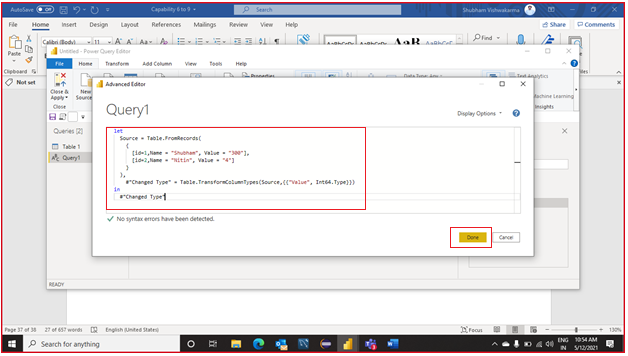 AutoSave Off Capability 6 to 9 Search Shubham Vishwakarma
File Home Insert Design Layout References Mailings Review View Help Share Comments
Calibri (Body) 11 Find
Paste
Clipboard
Untitled - Power Query Editor
File Home Transform Add Column View Tools Help
Close & Apply New Source Properties Data Type: Any Text Analytics
Not set
Machine Learning
Insights
Queries [2]
Table 1
Query1
Advanced Editor
Query1
Display Options
let
Source = Table.FromRecords(
{
[id=1,Name = "Shubham", Value = "300"],
[id=2,Name = "Nitin", Value = "4"]
}
),
#"Changed Type" = Table.TransformColumnTypes(Source,{{"Value", Int64.Type}})
in
#"Changed Type"
No syntax errors have been detected.
Done Cancel
READY
Page 37 of 38 27 of 657 words English (United States) Focus 130%
Type here to search
ENG IN 10:54 AM 5/12/2021